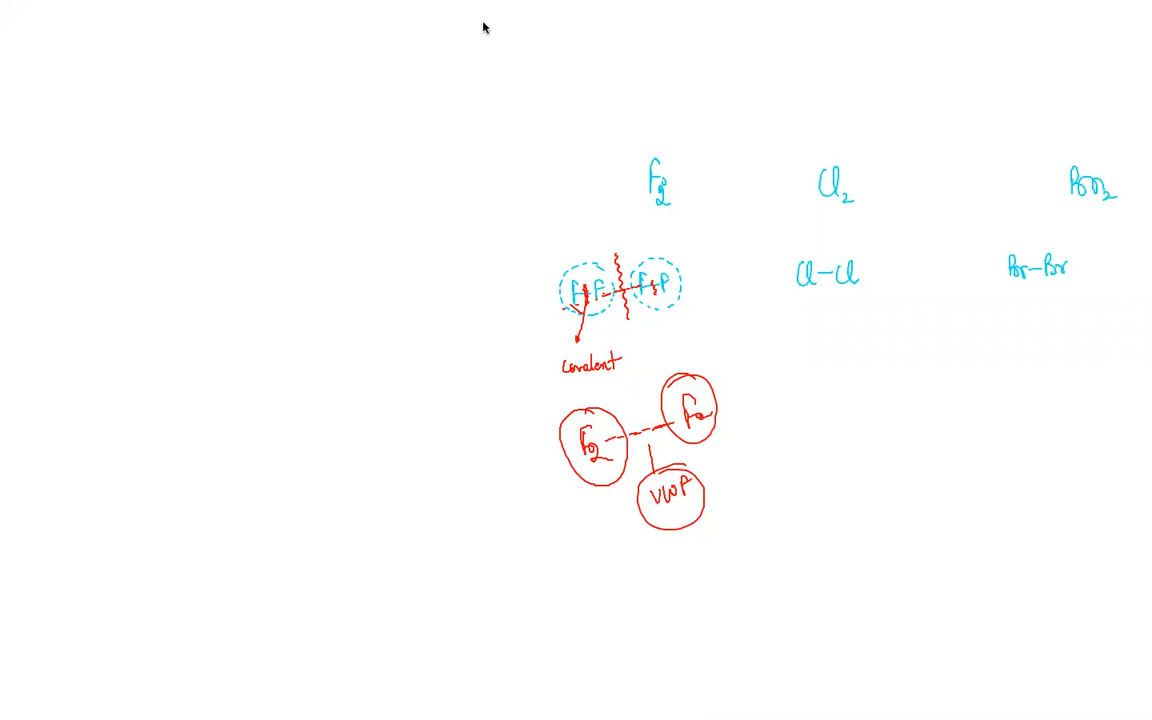 F₂ Cl₂ Br₂
F-F F-F Cl-Cl Br-Br
Covalent
F₂ F₂
VWF